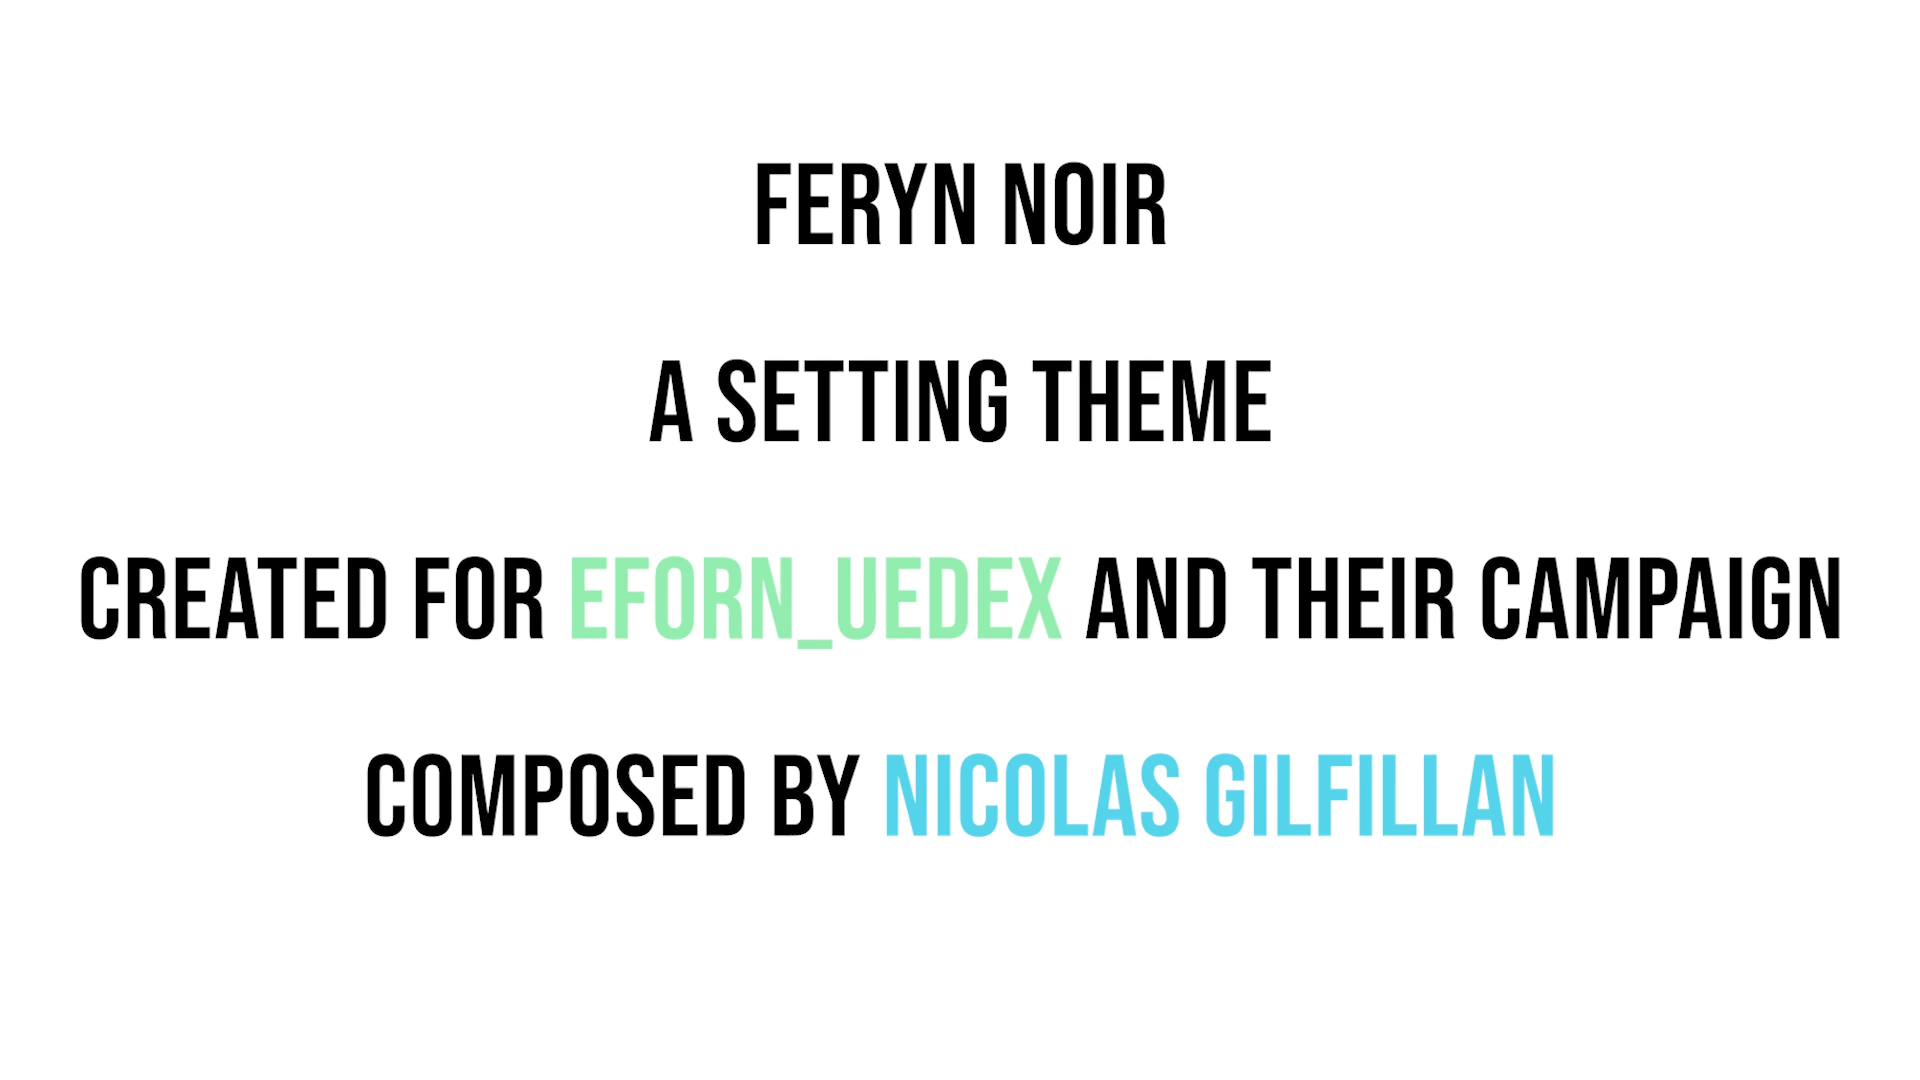 FERYN NOIR
A SETTING THEME
CREATED FOR EFORN_UEDEX AND THEIR CAMPAIGN
COMPOSED BY NICOLAS GILFILLAN